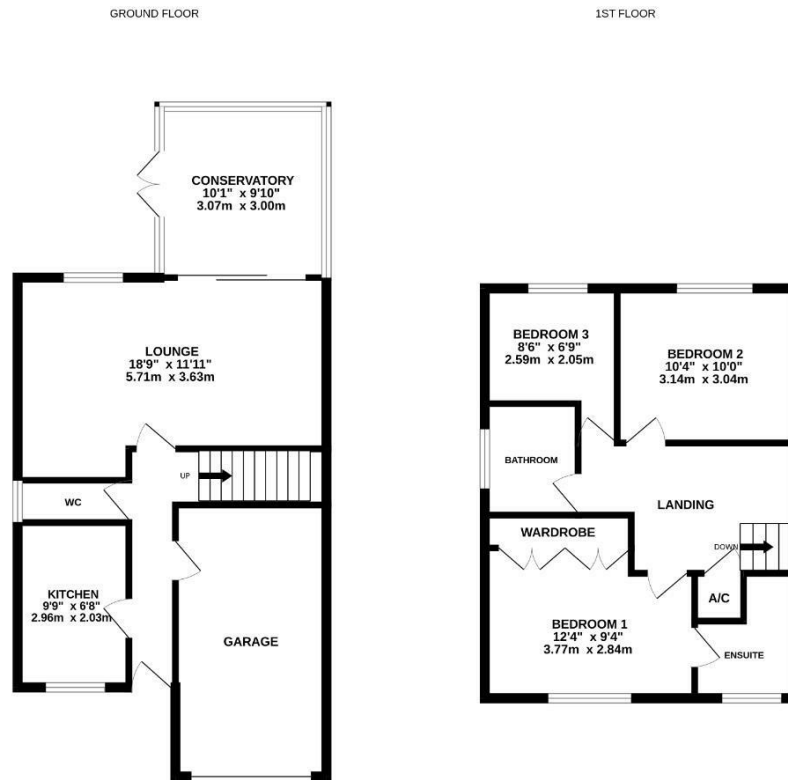 GROUND FLOOR
CONSERVATORY
10'1" x 9'10"
3.07m x 3.00m
LOUNGE
18'9" x 11'11"
5.71m x 3.63m
UP
WC
KITCHEN
9'9" x 6'8"
2.96m x 2.03m
GARAGE
1ST FLOOR
BEDROOM 3
8'6" x 6'9"
2.59m x 2.05m
BEDROOM 2
10'4" x 10'0"
3.14m x 3.04m
BATHROOM
LANDING
WARDROBE
DOWN
A/C
BEDROOM 1
12'4" x 9'4"
3.77m x 2.84m
ENSUITE